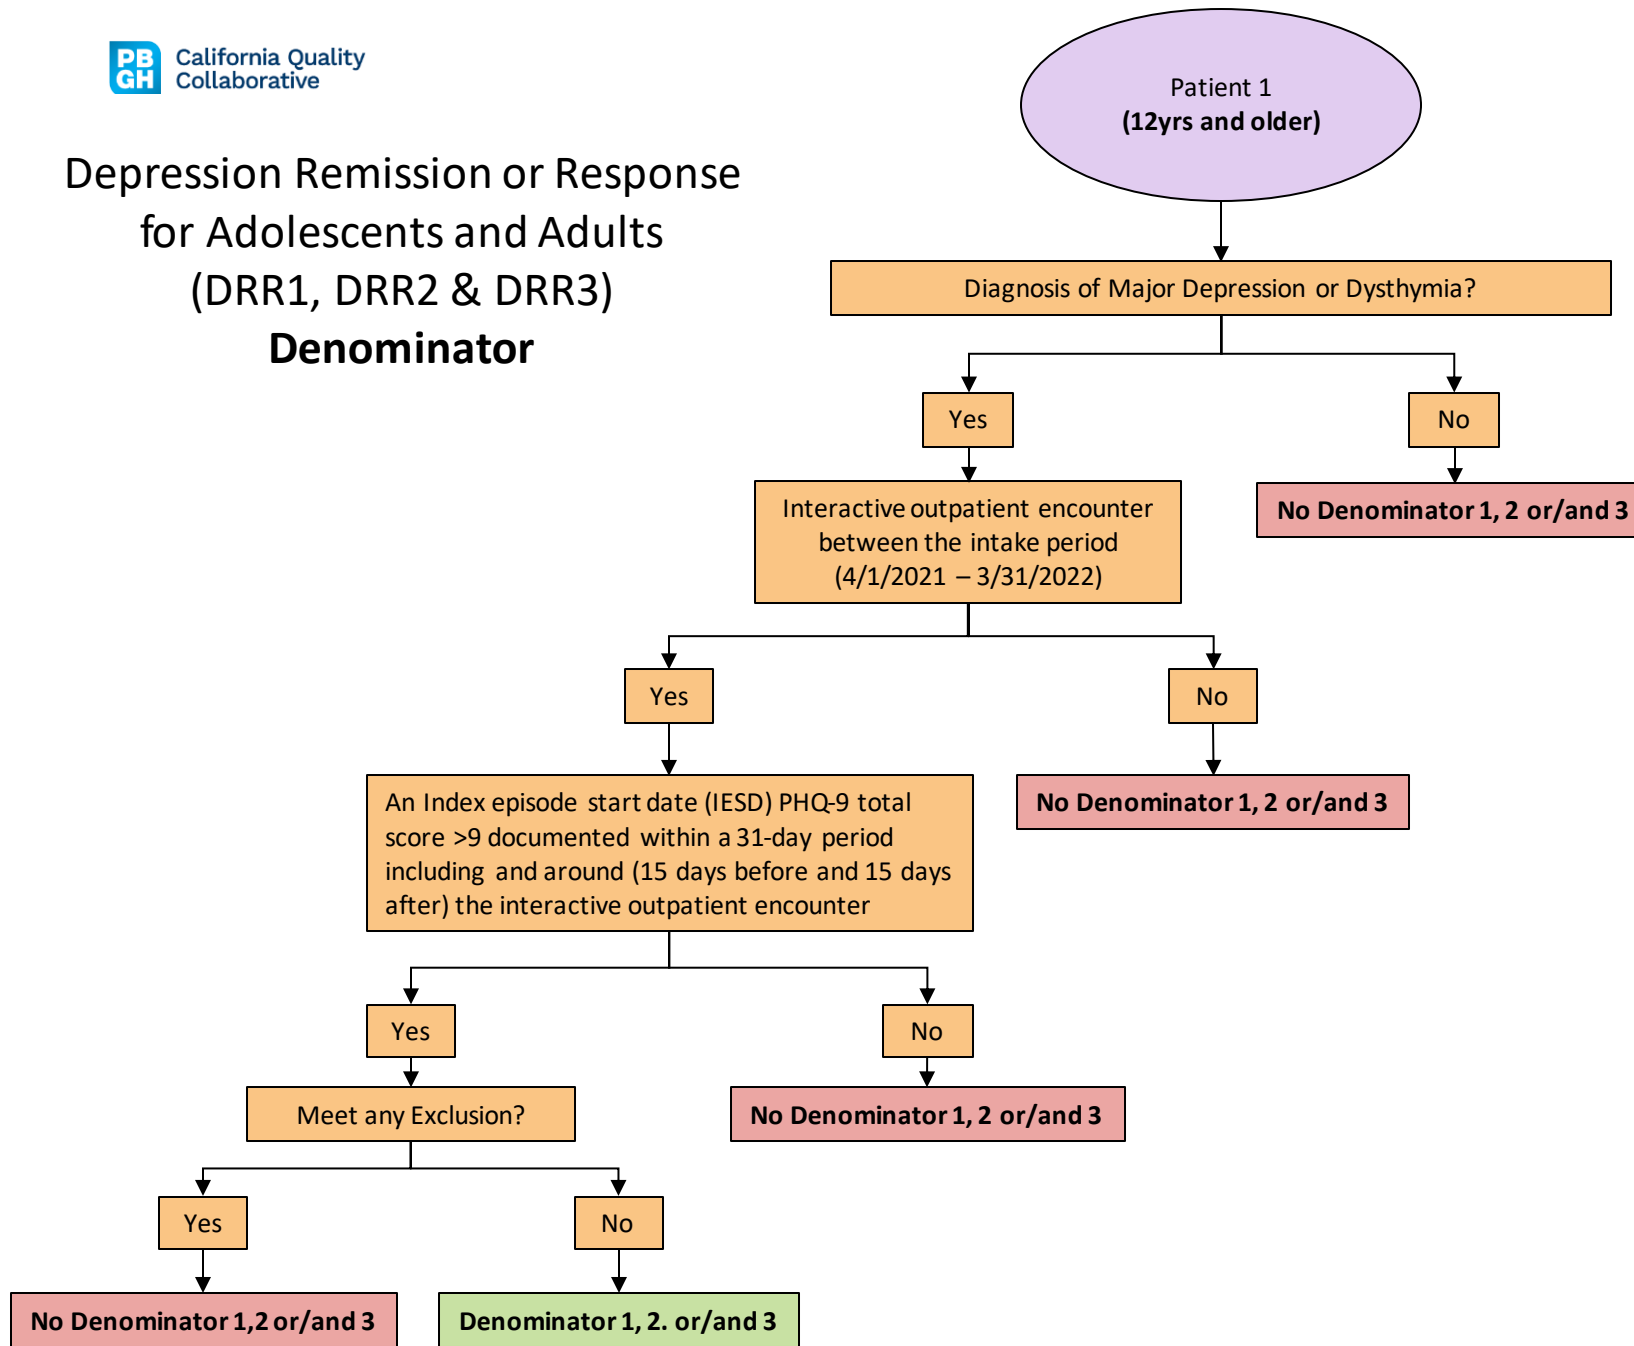 PB
GH
California Quality
Collaborative
Depression Remission or Response
for Adolescents and Adults
(DRR1, DRR2 & DRR3)
Denominator
Patient 1
(12yrs and older)
Diagnosis of Major Depression or Dysthymia?
Yes
No
Interactive outpatient encounter
between the intake period
(4/1/2021 – 3/31/2022)
No Denominator 1, 2 or/and 3
Yes
No
An Index episode start date (IESD) PHQ-9 total
score >9 documented within a 31-day period
including and around (15 days before and 15 days
after) the interactive outpatient encounter
No Denominator 1, 2 or/and 3
Yes
No
Meet any Exclusion?
No Denominator 1, 2 or/and 3
Yes
No
No Denominator 1,2 or/and 3
Denominator 1, 2. or/and 3